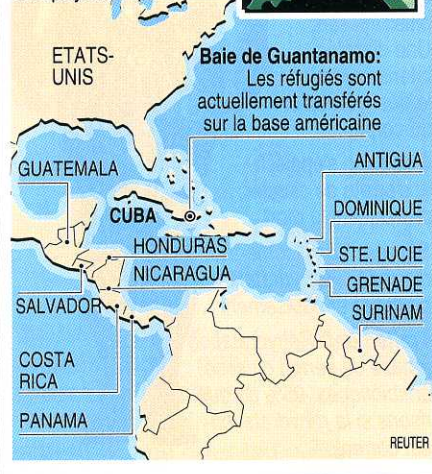 ETATS-
UNIS
Baie de Guantanamo:
Les réfugiés sont
actuellement transférés
sur la base américaine
GUATEMALA
CUBA
HONDURAS
NICARAGUA
SALVADOR
COSTA
RICA
PANAMA
ANTIGUA
DOMINIQUE
STE. LUCIE
GRENADE
SURINAM
REUTER